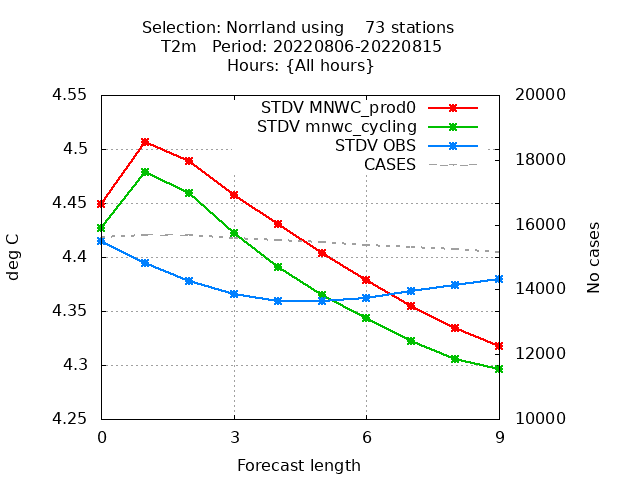 Selection: Norrland using    73 stations
T2m   Period: 20220806-20220815
Hours: {All hours}
4.55
4.5
4.45
4.4
4.35
4.3
4.25
20000
18000
16000
14000
12000
10000
STDV MNWC_prod0
STDV mnwc_cycling
STDV OBS
CASES
deg C
No cases
0 3 6 9
Forecast length